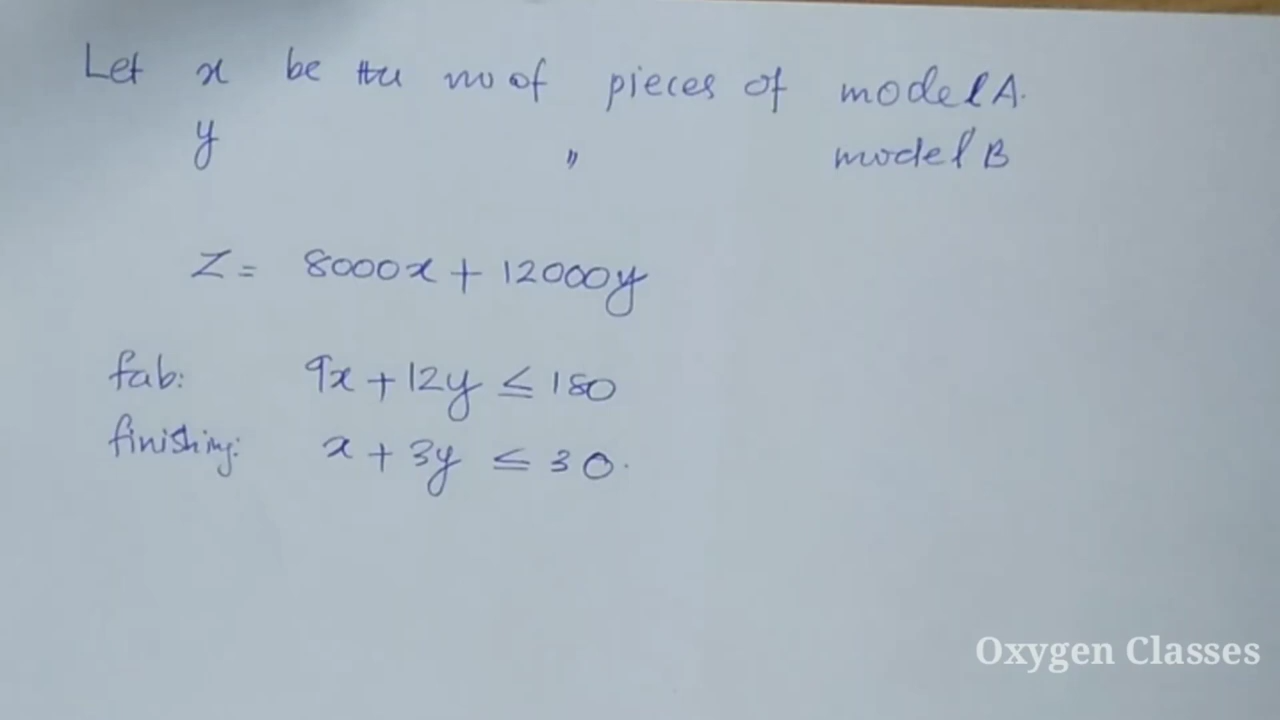 Let x be the no of pieces of model A.
y " model B
Z = 8000x + 12000y
fab: 9x + 12y ≤ 180
finishing: x + 3y ≤ 30.
Oxygen Classes